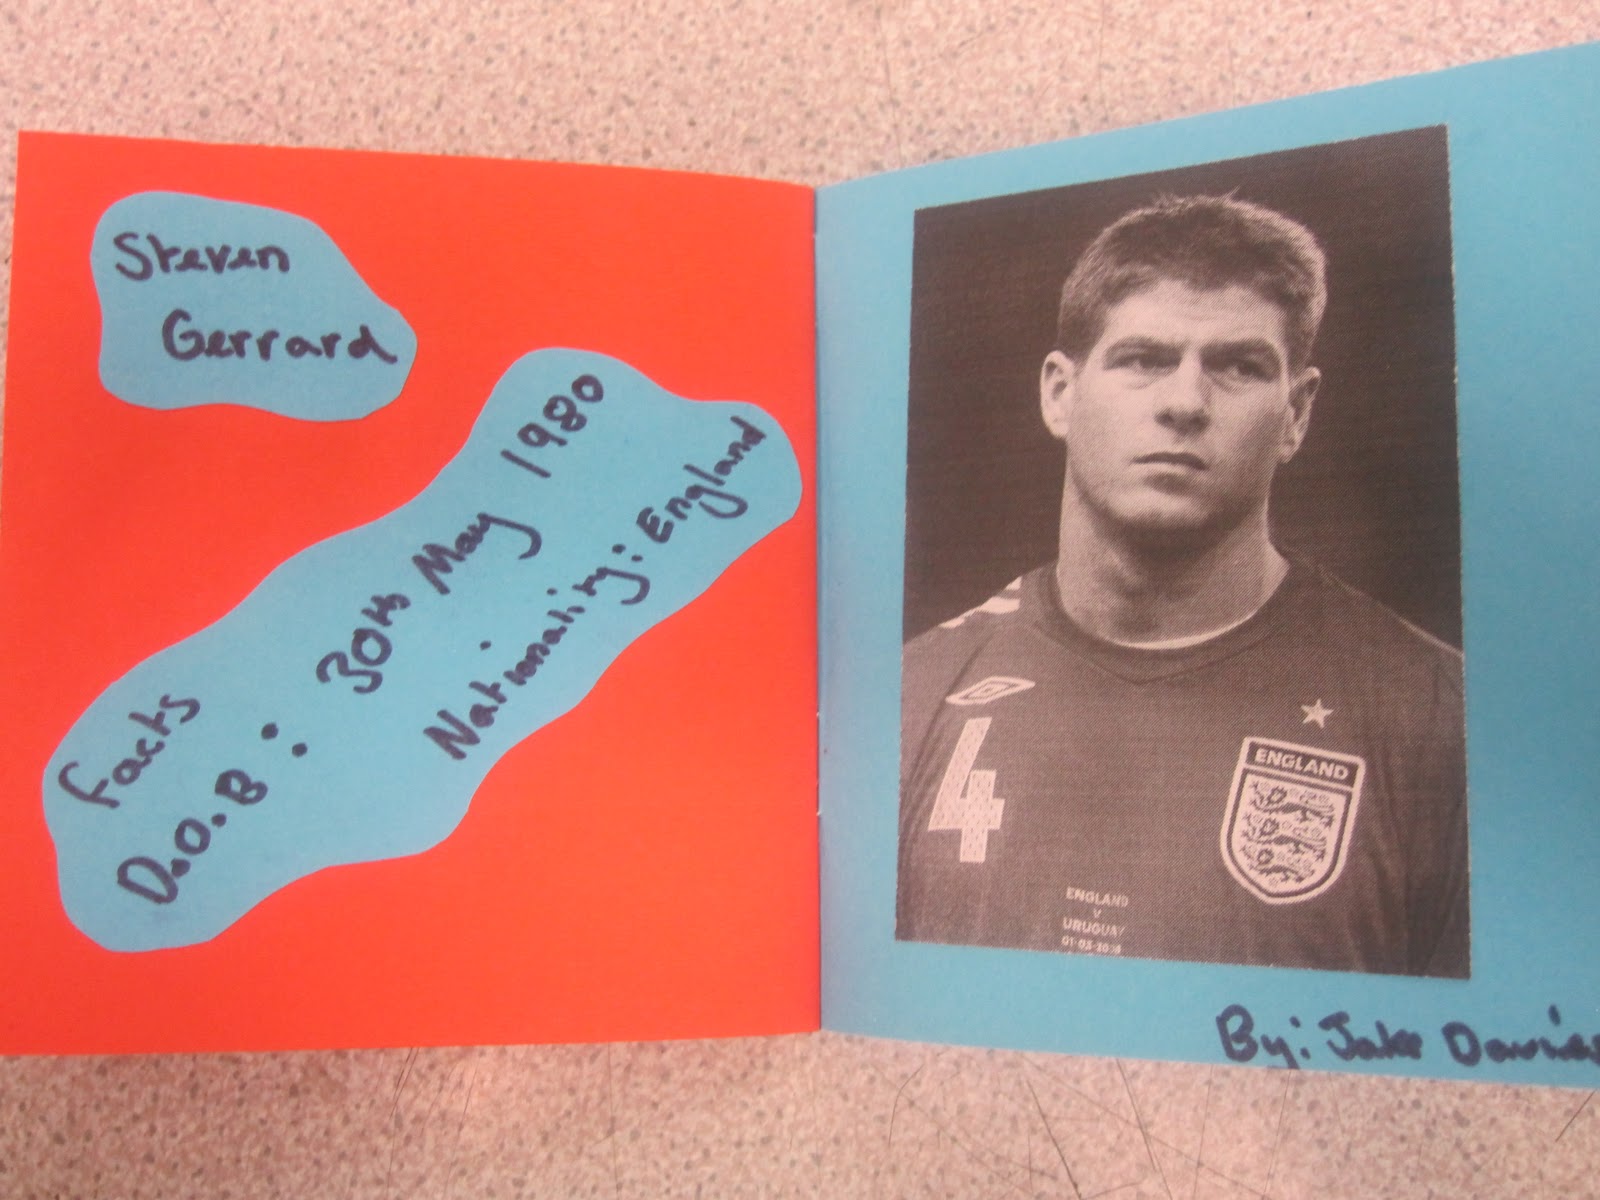 Steven
Gerrard
Facts
D.O.B: 30th May 1980
Nationality: England
4
ENGLAND
ENGLAND
V
URUGUAY
By: Jake Davies